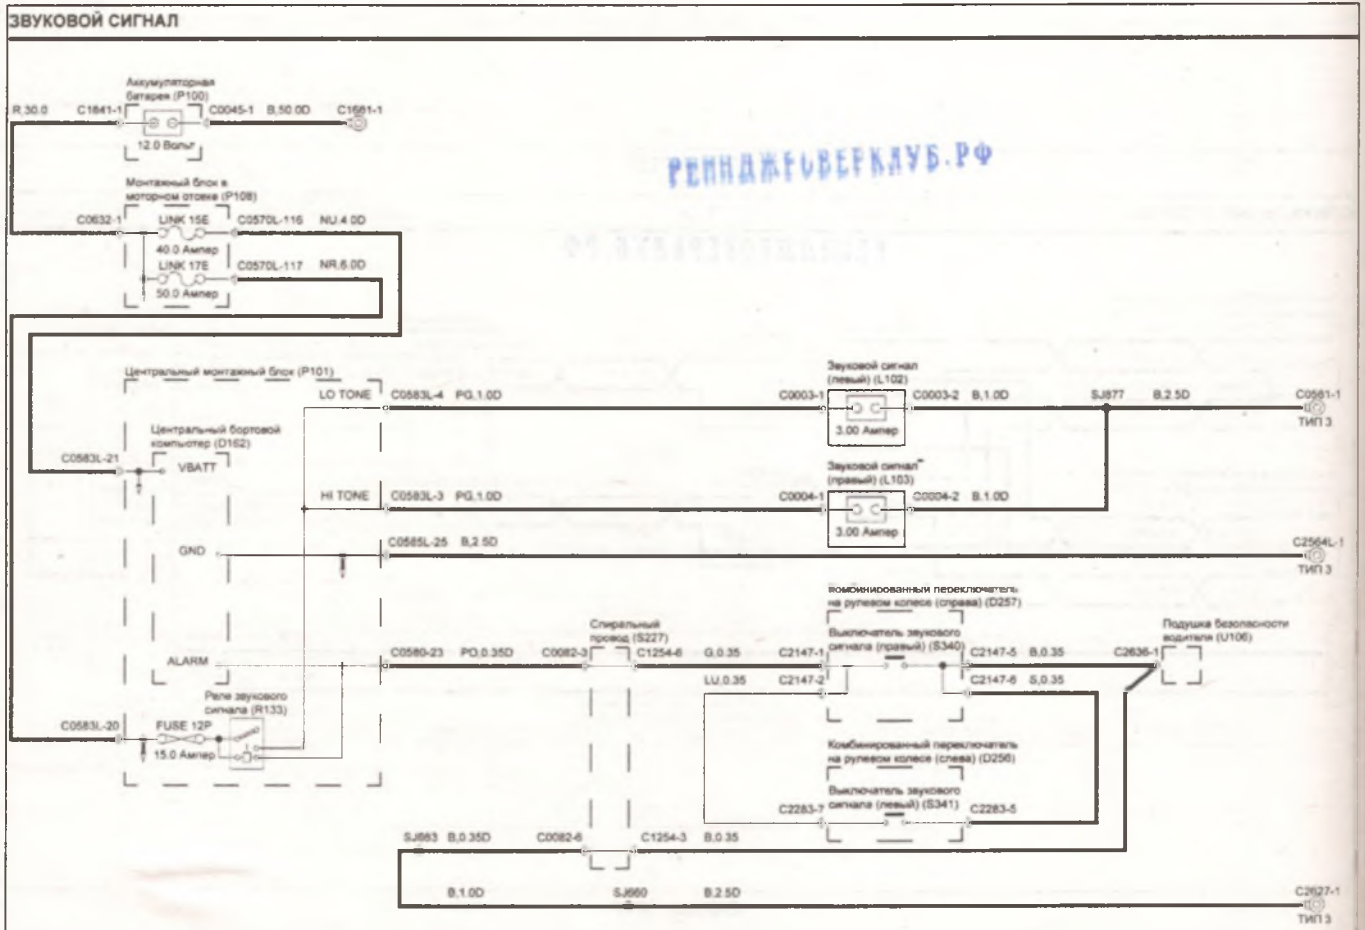 ЗВУКОВОЙ СИГНАЛ
Аккумуляторная
батарея (P100)
R,30.0 C1841-1 C0045-1 B,50.0D C1661-1
12.0 Вольт
РЕННДЖРОВЕРКЛУБ.РФ
Монтажный блок в
моторном отсеке (P108)
C0632-1 LINK 15E C0570L-116 NU,4.0D
40.0 Ампер
LINK 17E C0570L-117 NR,6.0D
50.0 Ампер
Центральный монтажный блок (P101)
Звуковой сигнал
(левый) (L102)
LO TONE C0583L-4 PG,1.0D C0003-1 C0003-2 B,1.0D SJ877 B,2.5D C0561-1
3.00 Ампер
ТИП 3
Центральный бортовой
компьютер (D162)
C0583L-21 VBATT
Звуковой сигнал
(правый) (L103)
HI TONE C0583L-3 PG,1.0D C0004-1 C0004-2 B,1.0D
3.00 Ампер
GND C0585L-25 B,2.5D C2564L-1
ТИП 3
Комбинированный переключатель
на рулевом колесе (справа) (D257)
Спиральный
провод (S227)
Выключатель звукового
сигнала (правый) (S340)
Подушка безопасности
водителя (U106)
ALARM C0580-23 PO,0.35D C0082-3 C1254-6 G,0.35 C2147-1 C2147-5 B,0.35 C2636-1
LU,0.35 C2147-2 C2147-6 S,0.35
Реле звукового
сигнала (R133)
C0583L-20 FUSE 12P
15.0 Ампер
Комбинированный переключатель
на рулевом колесе (слева) (D256)
Выключатель звукового
сигнала (левый) (S341)
C2283-7 C2283-5
SJ663 B,0.35D C0082-6 C1254-3 B,0.35
B,1.0D SJ660 B,2.5D C2627-1
ТИП 3